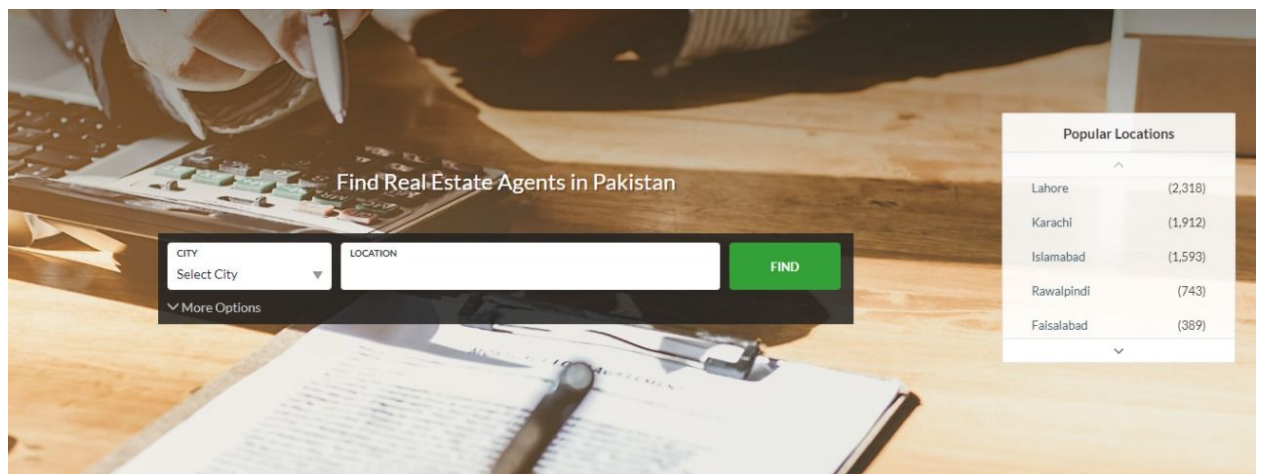 Find Real Estate Agents in Pakistan
CITY
Select City
LOCATION
FIND
More Options
Popular Locations
Lahore (2,318)
Karachi (1,912)
Islamabad (1,593)
Rawalpindi (743)
Faisalabad (389)